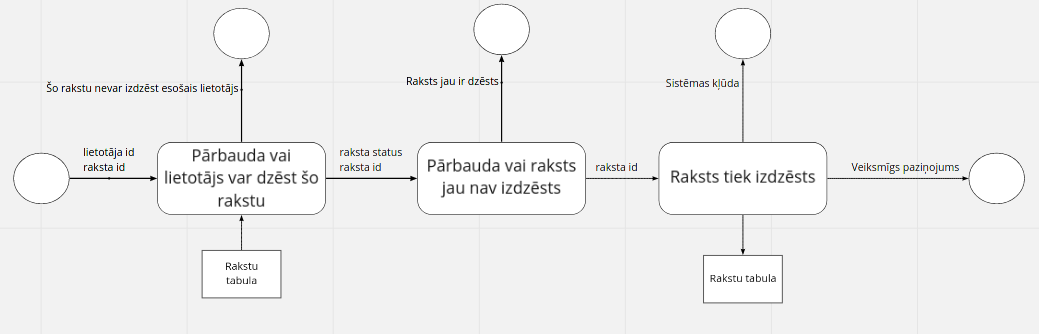 Šo rakstu nevar izdzēst esošais lietotājs
Raksts jau ir dzēsts
Sistēmas kļūda
lietotāja id
raksta id
Pārbauda vai
lietotājs var dzēst šo
rakstu
raksta status
raksta id
Pārbauda vai raksts
jau nav izdzēsts
raksta id
Raksts tiek izdzēsts
Veiksmīgs paziņojums
Rakstu
tabula
Rakstu tabula